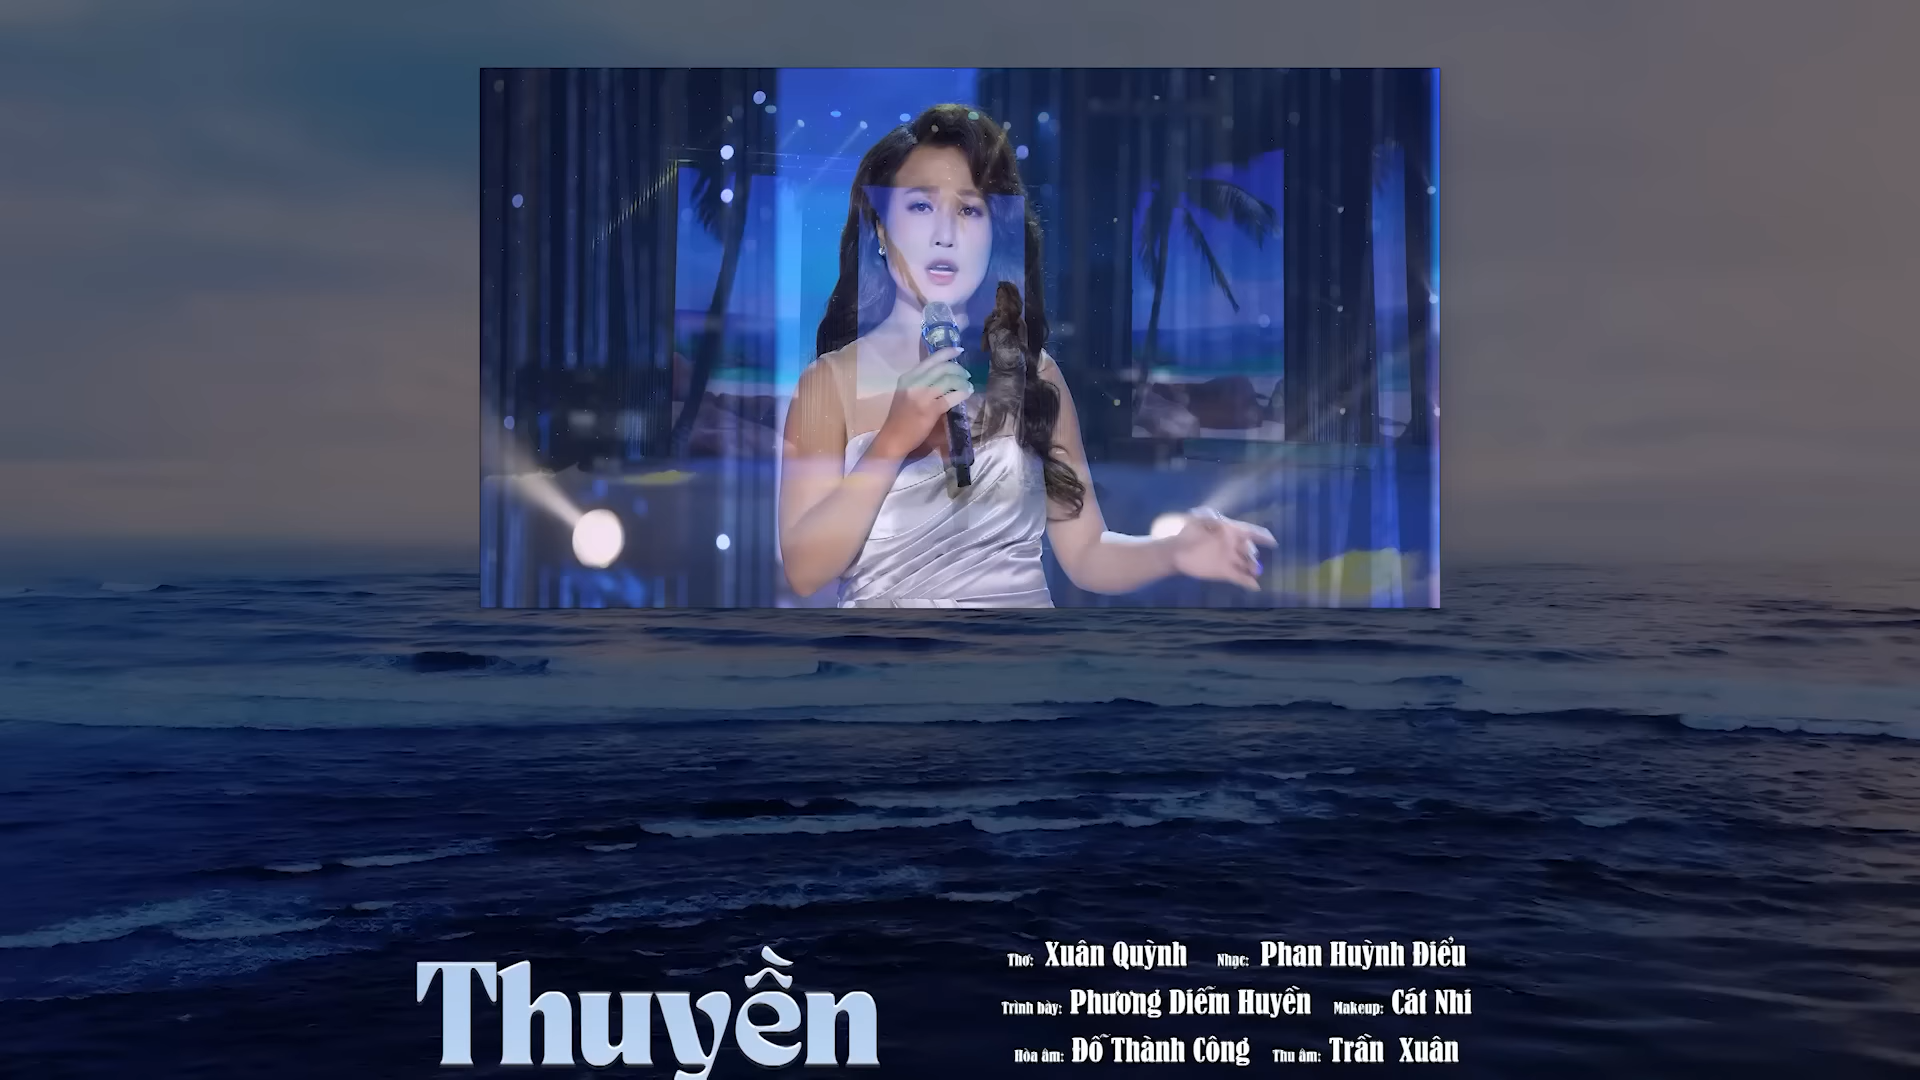 Thuyền
Thơ: Xuân Quỳnh Nhạc: Phan Huỳnh Điểu
Trình bày: Phương Diễm Huyền Makeup: Cát Nhi
Hòa âm: Đỗ Thành Công Thu âm: Trần Xuân